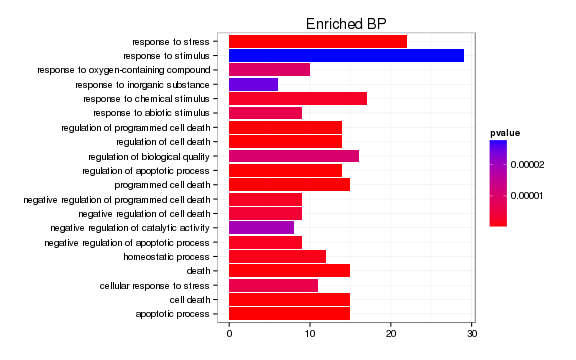 Enriched BP
response to stress
response to stimulus
response to oxygen-containing compound
response to inorganic substance
response to chemical stimulus
response to abiotic stimulus
regulation of programmed cell death
regulation of cell death
regulation of biological quality
regulation of apoptotic process
programmed cell death
negative regulation of programmed cell death
negative regulation of cell death
negative regulation of catalytic activity
negative regulation of apoptotic process
homeostatic process
death
cellular response to stress
cell death
apoptotic process
0 10 20 30
pvalue
0.00002
0.00001